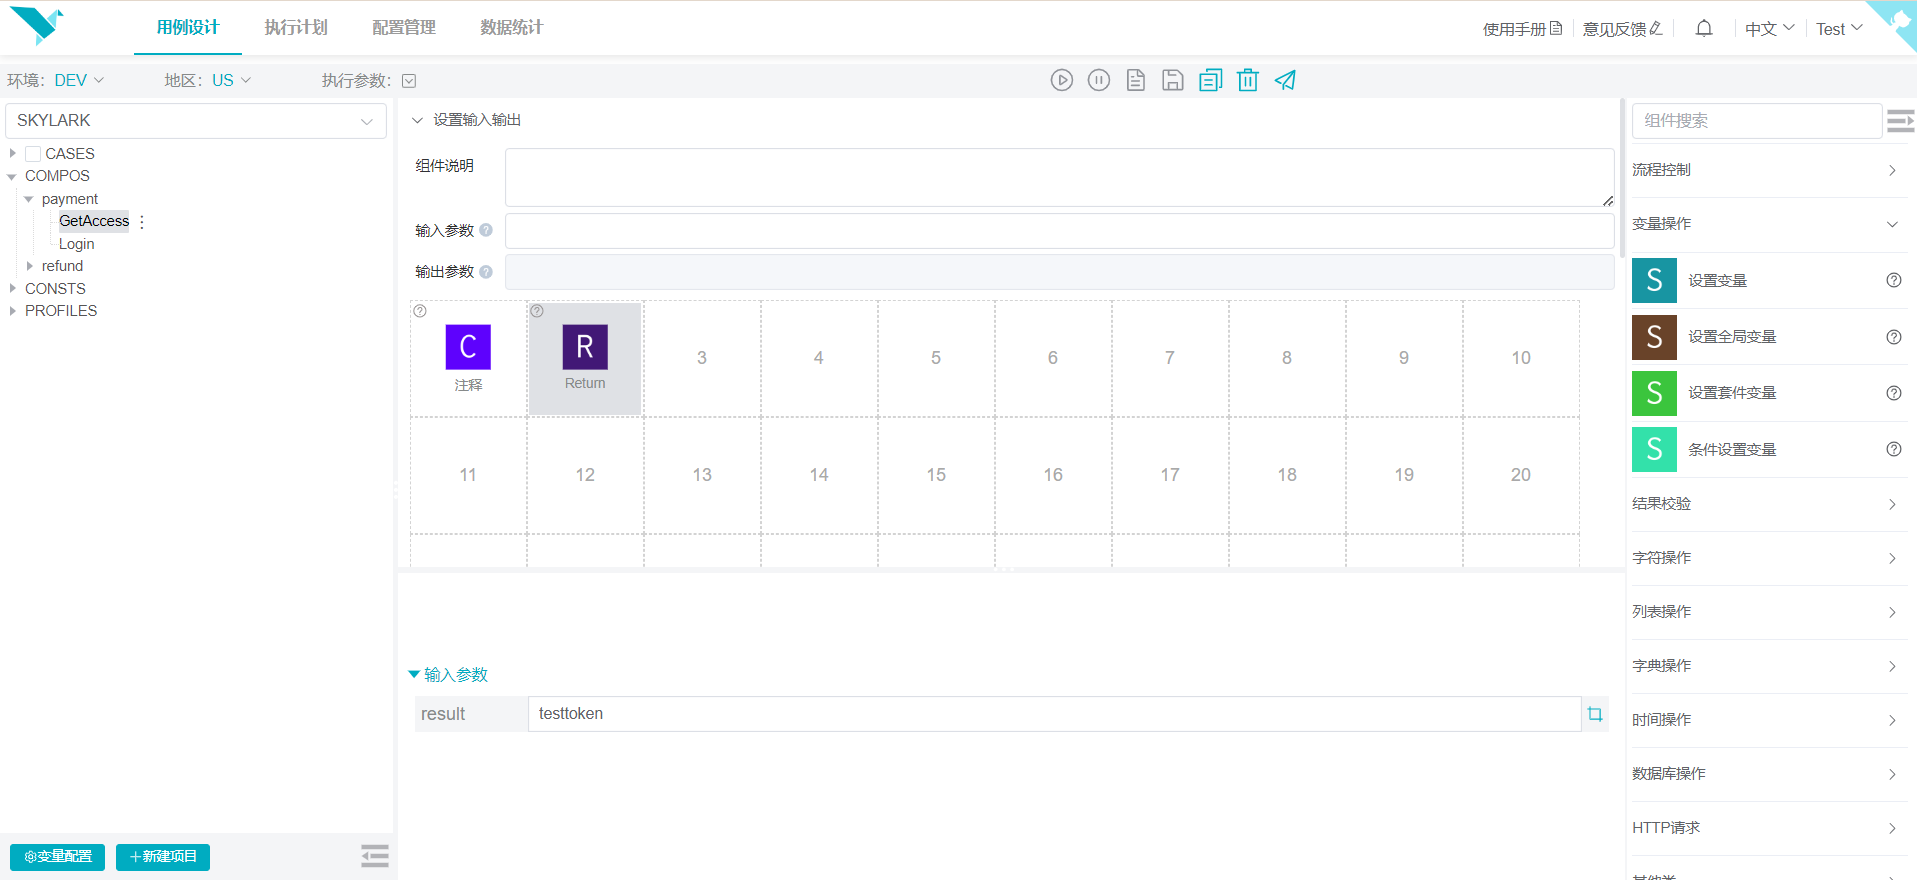 用例设计 执行计划 配置管理 数据统计 使用手册 意见反馈 中文 Test
环境: DEV 地区: US 执行参数:
SKYLARK
CASES
COMPOS
payment
GetAccess
Login
refund
CONSTS
PROFILES
变量配置 +新建项目
设置输入输出
组件说明
输入参数 ?
输出参数 ?
? C 注释
? R Return
3 4 5 6 7 8 9 10
11 12 13 14 15 16 17 18 19 20
输入参数
result testtoken
组件搜索
流程控制
变量操作
S 设置变量 ?
S 设置全局变量 ?
S 设置套件变量 ?
S 条件设置变量 ?
结果校验
字符操作
列表操作
字典操作
时间操作
数据库操作
HTTP请求